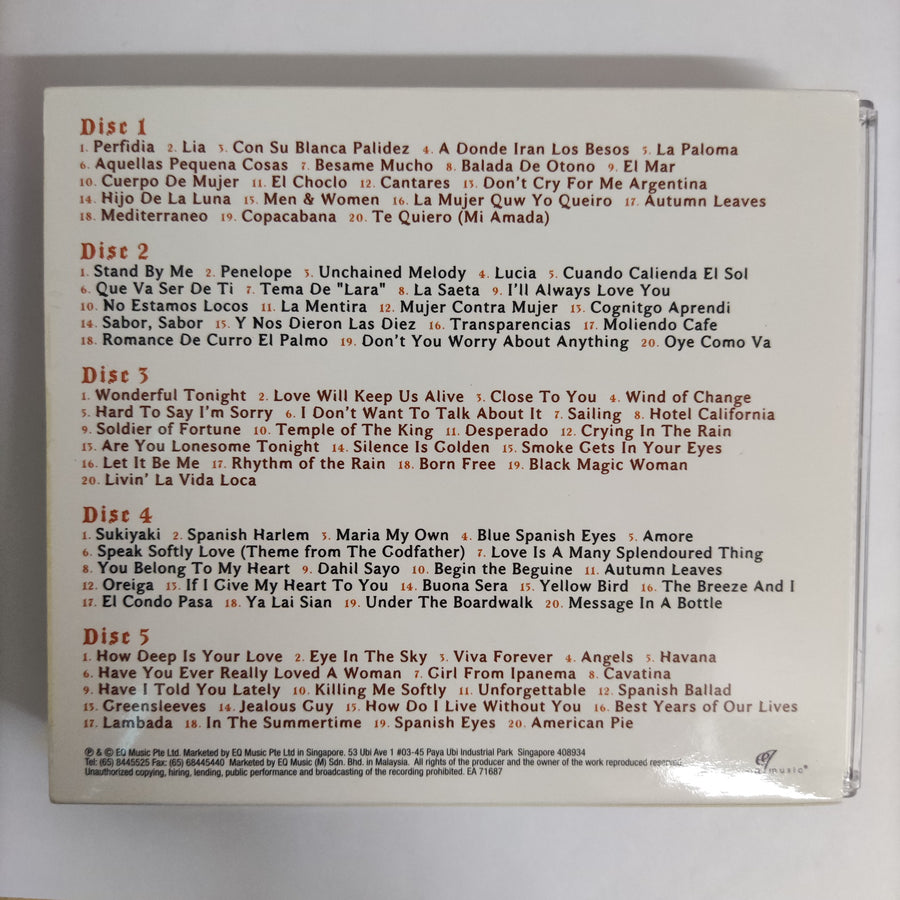 Disc 1
1. Perfidia 2. Lia 3. Con Su Blanca Palidez 4. A Donde Iran Los Besos 5. La Paloma
6. Aquellas Pequena Cosas 7. Besame Mucho 8. Balada De Otono 9. El Mar
10. Cuerpo De Mujer 11. El Choclo 12. Cantares 13. Don't Cry For Me Argentina
14. Hijo De La Luna 15. Men & Women 16. La Mujer Quw Yo Queiro 17. Autumn Leaves
18. Mediterraneo 19. Copacabana 20. Te Quiero (Mi Amada)
Disc 2
1. Stand By Me 2. Penelope 3. Unchained Melody 4. Lucia 5. Cuando Calienda El Sol
6. Que Va Ser De Ti 7. Tema De "Lara" 8. La Saeta 9. I'll Always Love You
10. No Estamos Locos 11. La Mentira 12. Mujer Contra Mujer 13. Cognitgo Aprendi
14. Sabor, Sabor 15. Y Nos Dieron Las Diez 16. Transparencias 17. Moliendo Cafe
18. Romance De Curro El Palmo 19. Don't You Worry About Anything 20. Oye Como Va
Disc 3
1. Wonderful Tonight 2. Love Will Keep Us Alive 3. Close To You 4. Wind of Change
5. Hard To Say I'm Sorry 6. I Don't Want To Talk About It 7. Sailing 8. Hotel California
9. Soldier of Fortune 10. Temple of The King 11. Desperado 12. Crying In The Rain
13. Are You Lonesome Tonight 14. Silence Is Golden 15. Smoke Gets In Your Eyes
16. Let It Be Me 17. Rhythm of the Rain 18. Born Free 19. Black Magic Woman
20. Livin' La Vida Loca
Disc 4
1. Sukiyaki 2. Spanish Harlem 3. Maria My Own 4. Blue Spanish Eyes 5. Amore
6. Speak Softly Love (Theme from The Godfather) 7. Love Is A Many Splendoured Thing
8. You Belong To My Heart 9. Dahil Sayo 10. Begin the Beguine 11. Autumn Leaves
12. Oreiga 13. If I Give My Heart To You 14. Buona Sera 15. Yellow Bird 16. The Breeze And I
17. El Condo Pasa 18. Ya Lai Sian 19. Under The Boardwalk 20. Message In A Bottle
Disc 5
1. How Deep Is Your Love 2. Eye In The Sky 3. Viva Forever 4. Angels 5. Havana
6. Have You Ever Really Loved A Woman 7. Girl From Ipanema 8. Cavatina
9. Have I Told You Lately 10. Killing Me Softly 11. Unforgettable 12. Spanish Ballad
13. Greensleeves 14. Jealous Guy 15. How Do I Live Without You 16. Best Years of Our Lives
17. Lambada 18. In The Summertime 19. Spanish Eyes 20. American Pie
℗ & © EQ Music Pte Ltd. Marketed by EQ Music Pte Ltd in Singapore. 53 Ubi Ave 1 #03-45 Paya Ubi Industrial Park Singapore 408934
Tel: (65) 8445525 Fax: (65) 68445440 Marketed by EQ Music (M) Sdn. Bhd. in Malaysia. All rights of the producer and the owner of the work reproduced reserved.
Unauthorized copying, hiring, lending, public performance and broadcasting of the recording prohibited. EA 71687
music